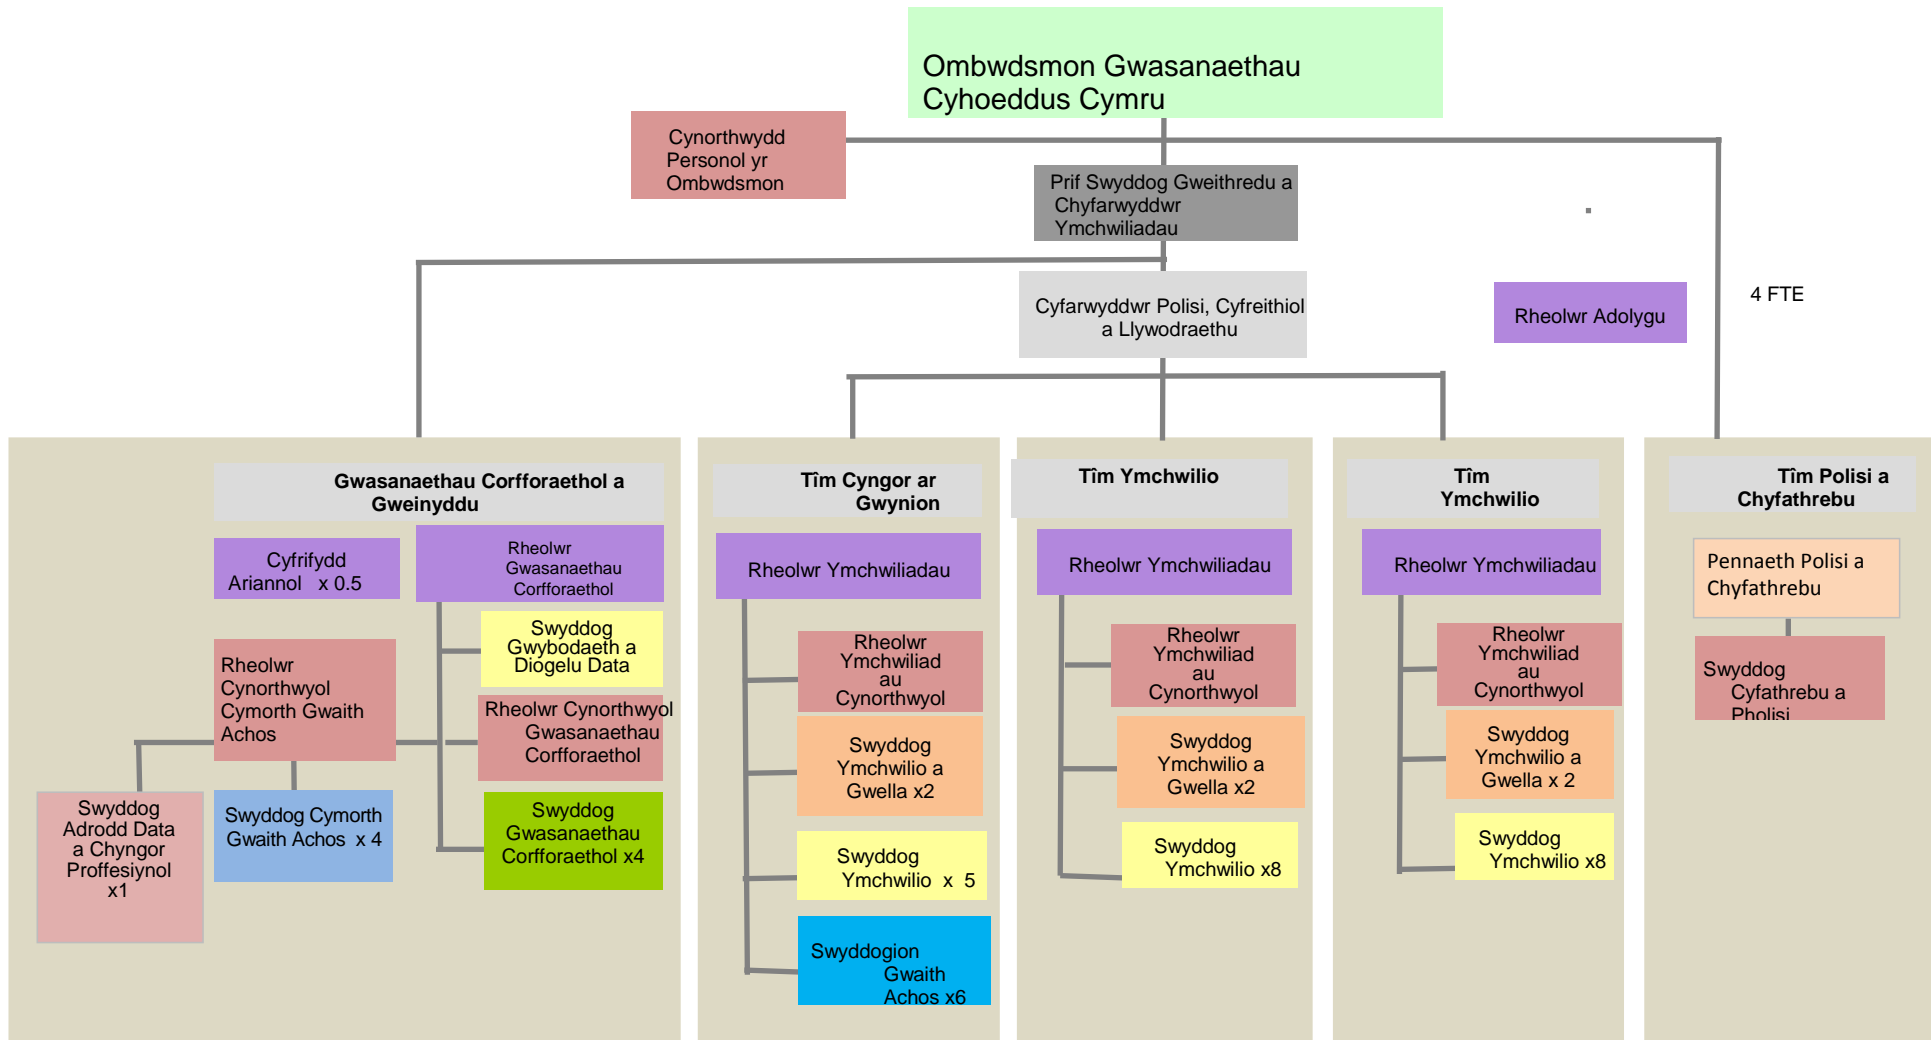 Ombwdsmon Gwasanaethau
Cyhoeddus Cymru
Cynorthwydd
Personol yr
Ombwdsmon
Prif Swyddog Gweithredu a
Chyfarwyddwr
Ymchwiliadau
Cyfarwyddwr Polisi, Cyfreithiol
a Llywodraethu
Rheolwr Adolygu
4 FTE
Gwasanaethau Corfforaethol a
Gweinyddu
Cyfrifydd
Ariannol x 0.5
Rheolwr
Gwasanaethau
Corfforaethol
Swyddog
Gwybodaeth a
Diogelu Data
Rheolwr
Cynorthwyol
Cymorth Gwaith
Achos
Rheolwr Cynorthwyol
Gwasanaethau
Corfforaethol
Swyddog
Adrodd Data
a Chyngor
Proffesiynol
x1
Swyddog Cymorth
Gwaith Achos x 4
Swyddog
Gwasanaethau
Corfforaethol x4
Tîm Cyngor ar
Gwynion
Rheolwr Ymchwiliadau
Rheolwr
Ymchwiliad
au
Cynorthwyol
Swyddog
Ymchwilio a
Gwella x2
Swyddog
Ymchwilio x 5
Swyddogion
Gwaith
Achos x6
Tîm Ymchwilio
Rheolwr Ymchwiliadau
Rheolwr
Ymchwiliad
au
Cynorthwyol
Swyddog
Ymchwilio a
Gwella x2
Swyddog
Ymchwilio x8
Tîm
Ymchwilio
Rheolwr Ymchwiliadau
Rheolwr
Ymchwiliad
au
Cynorthwyol
Swyddog
Ymchwilio a
Gwella x 2
Swyddog
Ymchwilio x8
Tîm Polisi a
Chyfathrebu
Pennaeth Polisi a
Chyfathrebu
Swyddog
Cyfathrebu a
Pholisi